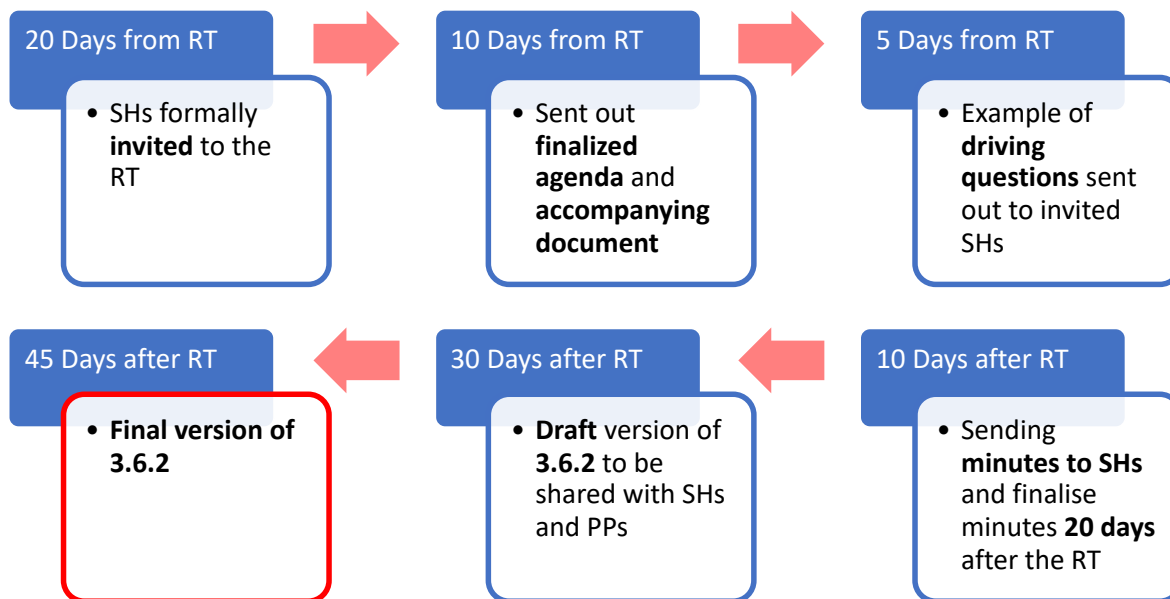 20 Days from RT
• SHs formally
invited to the
RT
10 Days from RT
• Sent out
finalized
agenda and
accompanying
document
5 Days from RT
• Example of
driving
questions sent
out to invited
SHs
45 Days after RT
• Final version of
3.6.2
30 Days after RT
• Draft version of
3.6.2 to be
shared with SHs
and PPs
10 Days after RT
• Sending
minutes to SHs
and finalise
minutes 20 days
after the RT